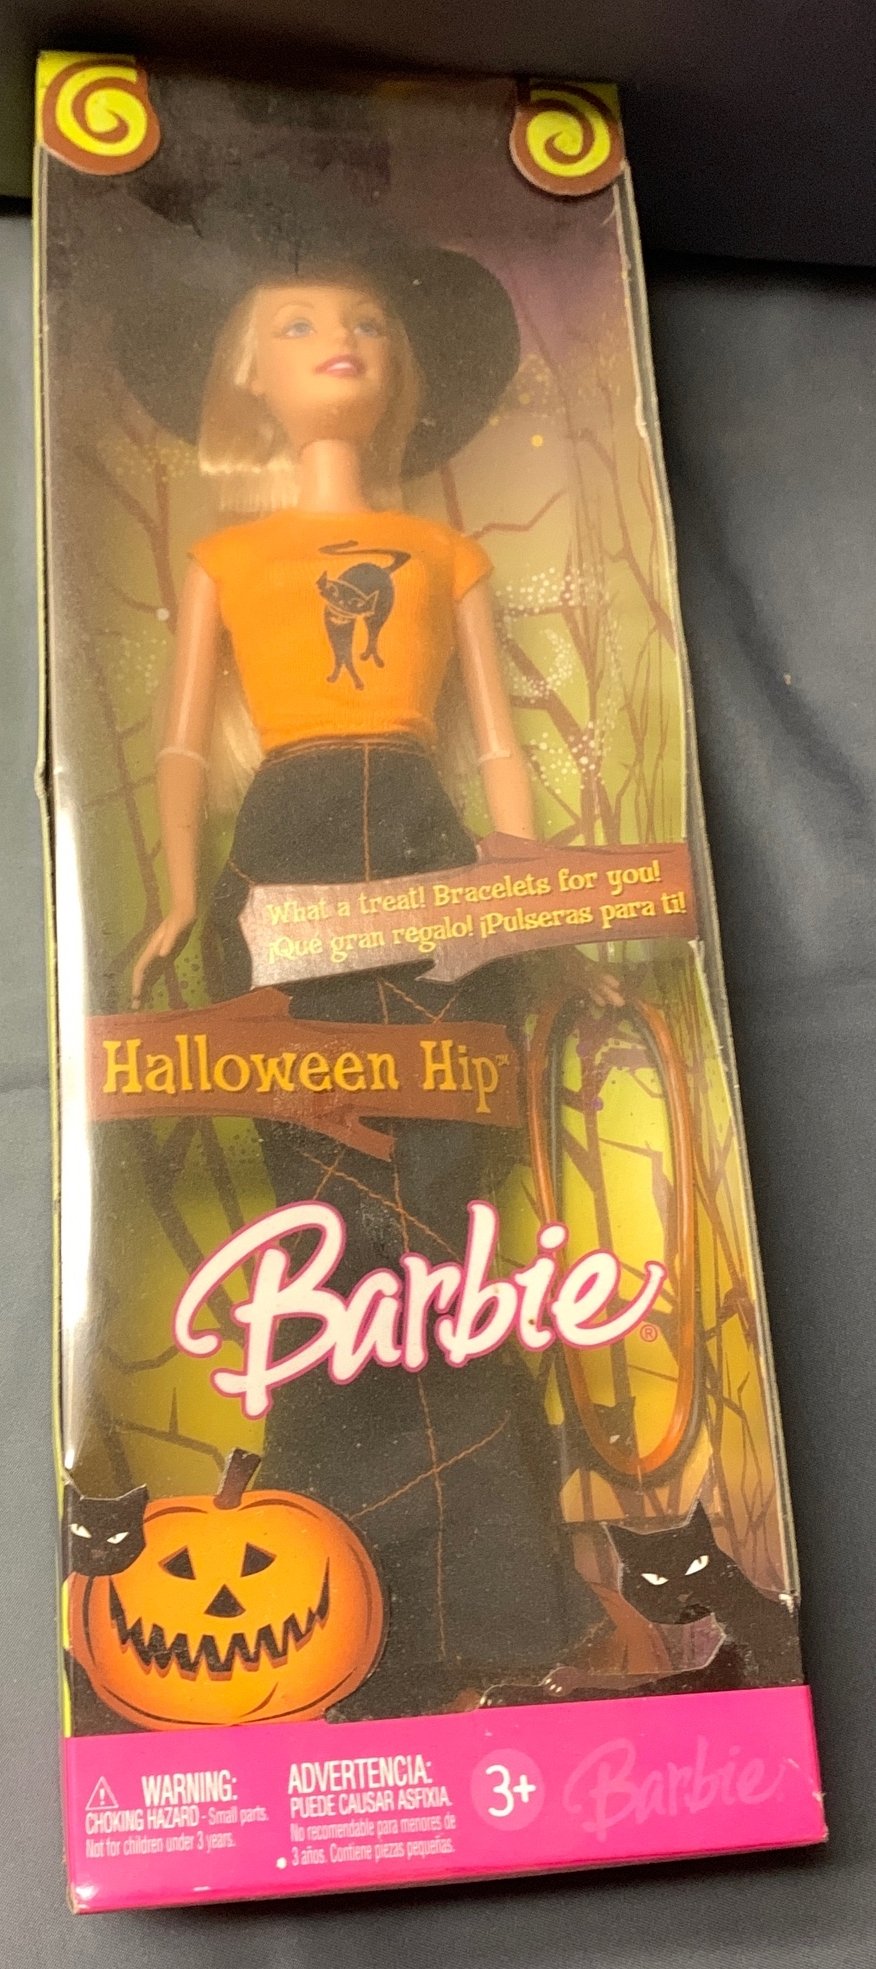 What a treat! Bracelets for you!
¡Qué gran regalo! ¡Pulseras para ti!
Halloween Hip™
Barbie®
WARNING:
CHOKING HAZARD - Small parts.
Not for children under 3 years.
ADVERTENCIA:
PUEDE CAUSAR ASFIXIA.
No recomendable para menores de
3 años. Contiene piezas pequeñas.
3+
Barbie